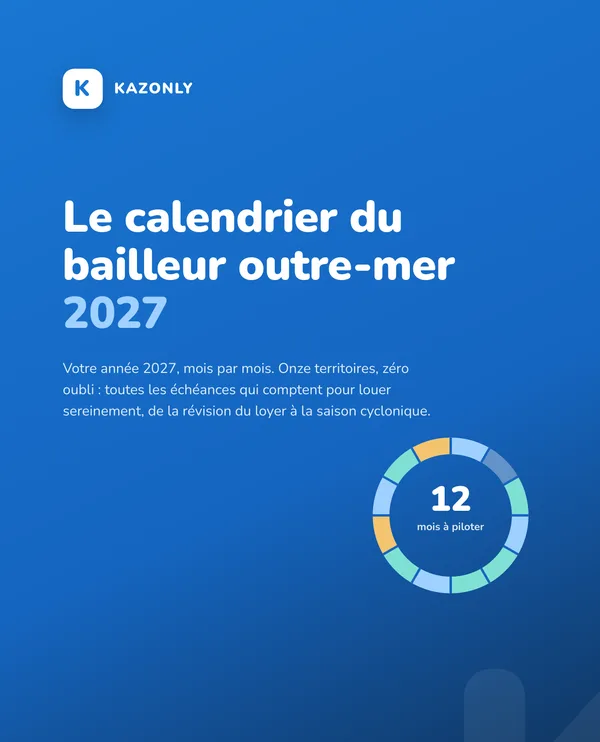 K
KAZONLY
Le calendrier du
bailleur outre-mer
2027
Votre année 2027, mois par mois. Onze territoires, zéro
oubli : toutes les échéances qui comptent pour louer
sereinement, de la révision du loyer à la saison cyclonique.
12
mois à piloter